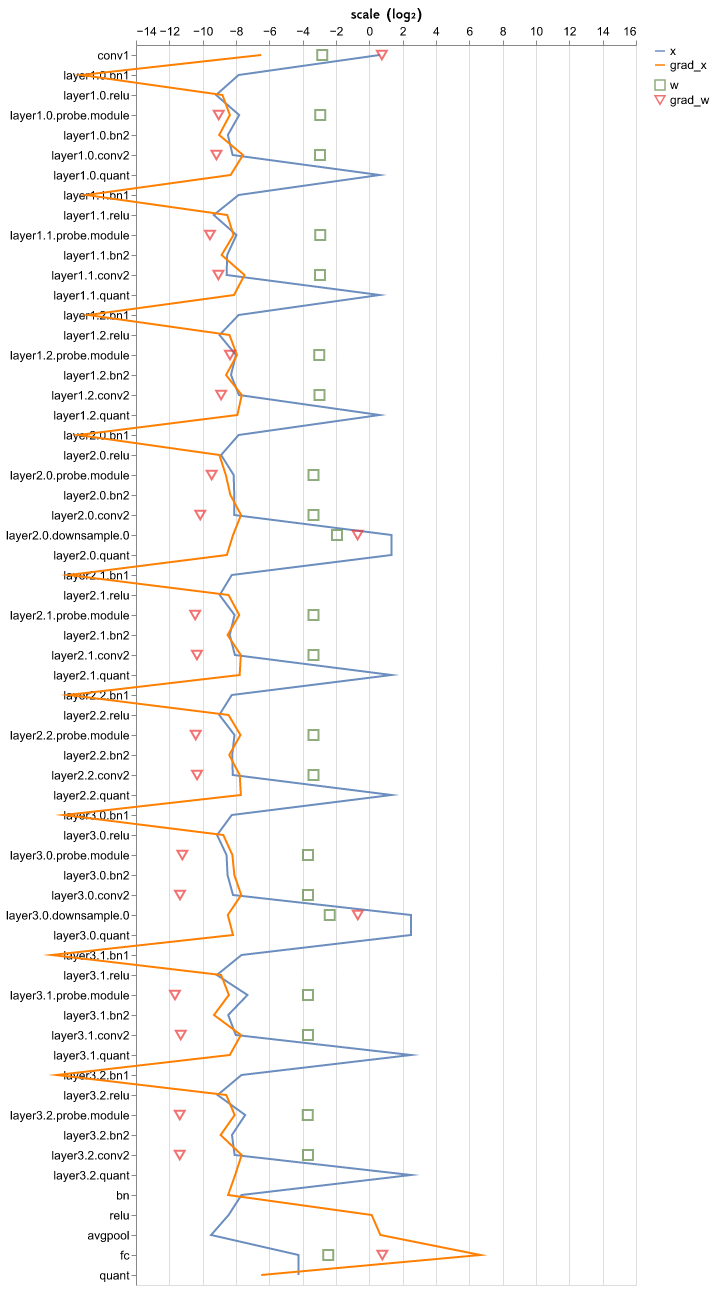 scale (log₂)
−14 −12 −10 −8 −6 −4 −2 0 2 4 6 8 10 12 14 16
x
grad_x
w
grad_w
conv1
layer1.0.bn1
layer1.0.relu
layer1.0.probe.module
layer1.0.bn2
layer1.0.conv2
layer1.0.quant
layer1.1.bn1
layer1.1.relu
layer1.1.probe.module
layer1.1.bn2
layer1.1.conv2
layer1.1.quant
layer1.2.bn1
layer1.2.relu
layer1.2.probe.module
layer1.2.bn2
layer1.2.conv2
layer1.2.quant
layer2.0.bn1
layer2.0.relu
layer2.0.probe.module
layer2.0.bn2
layer2.0.conv2
layer2.0.downsample.0
layer2.0.quant
layer2.1.bn1
layer2.1.relu
layer2.1.probe.module
layer2.1.bn2
layer2.1.conv2
layer2.1.quant
layer2.2.bn1
layer2.2.relu
layer2.2.probe.module
layer2.2.bn2
layer2.2.conv2
layer2.2.quant
layer3.0.bn1
layer3.0.relu
layer3.0.probe.module
layer3.0.bn2
layer3.0.conv2
layer3.0.downsample.0
layer3.0.quant
layer3.1.bn1
layer3.1.relu
layer3.1.probe.module
layer3.1.bn2
layer3.1.conv2
layer3.1.quant
layer3.2.bn1
layer3.2.relu
layer3.2.probe.module
layer3.2.bn2
layer3.2.conv2
layer3.2.quant
bn
relu
avgpool
fc
quant